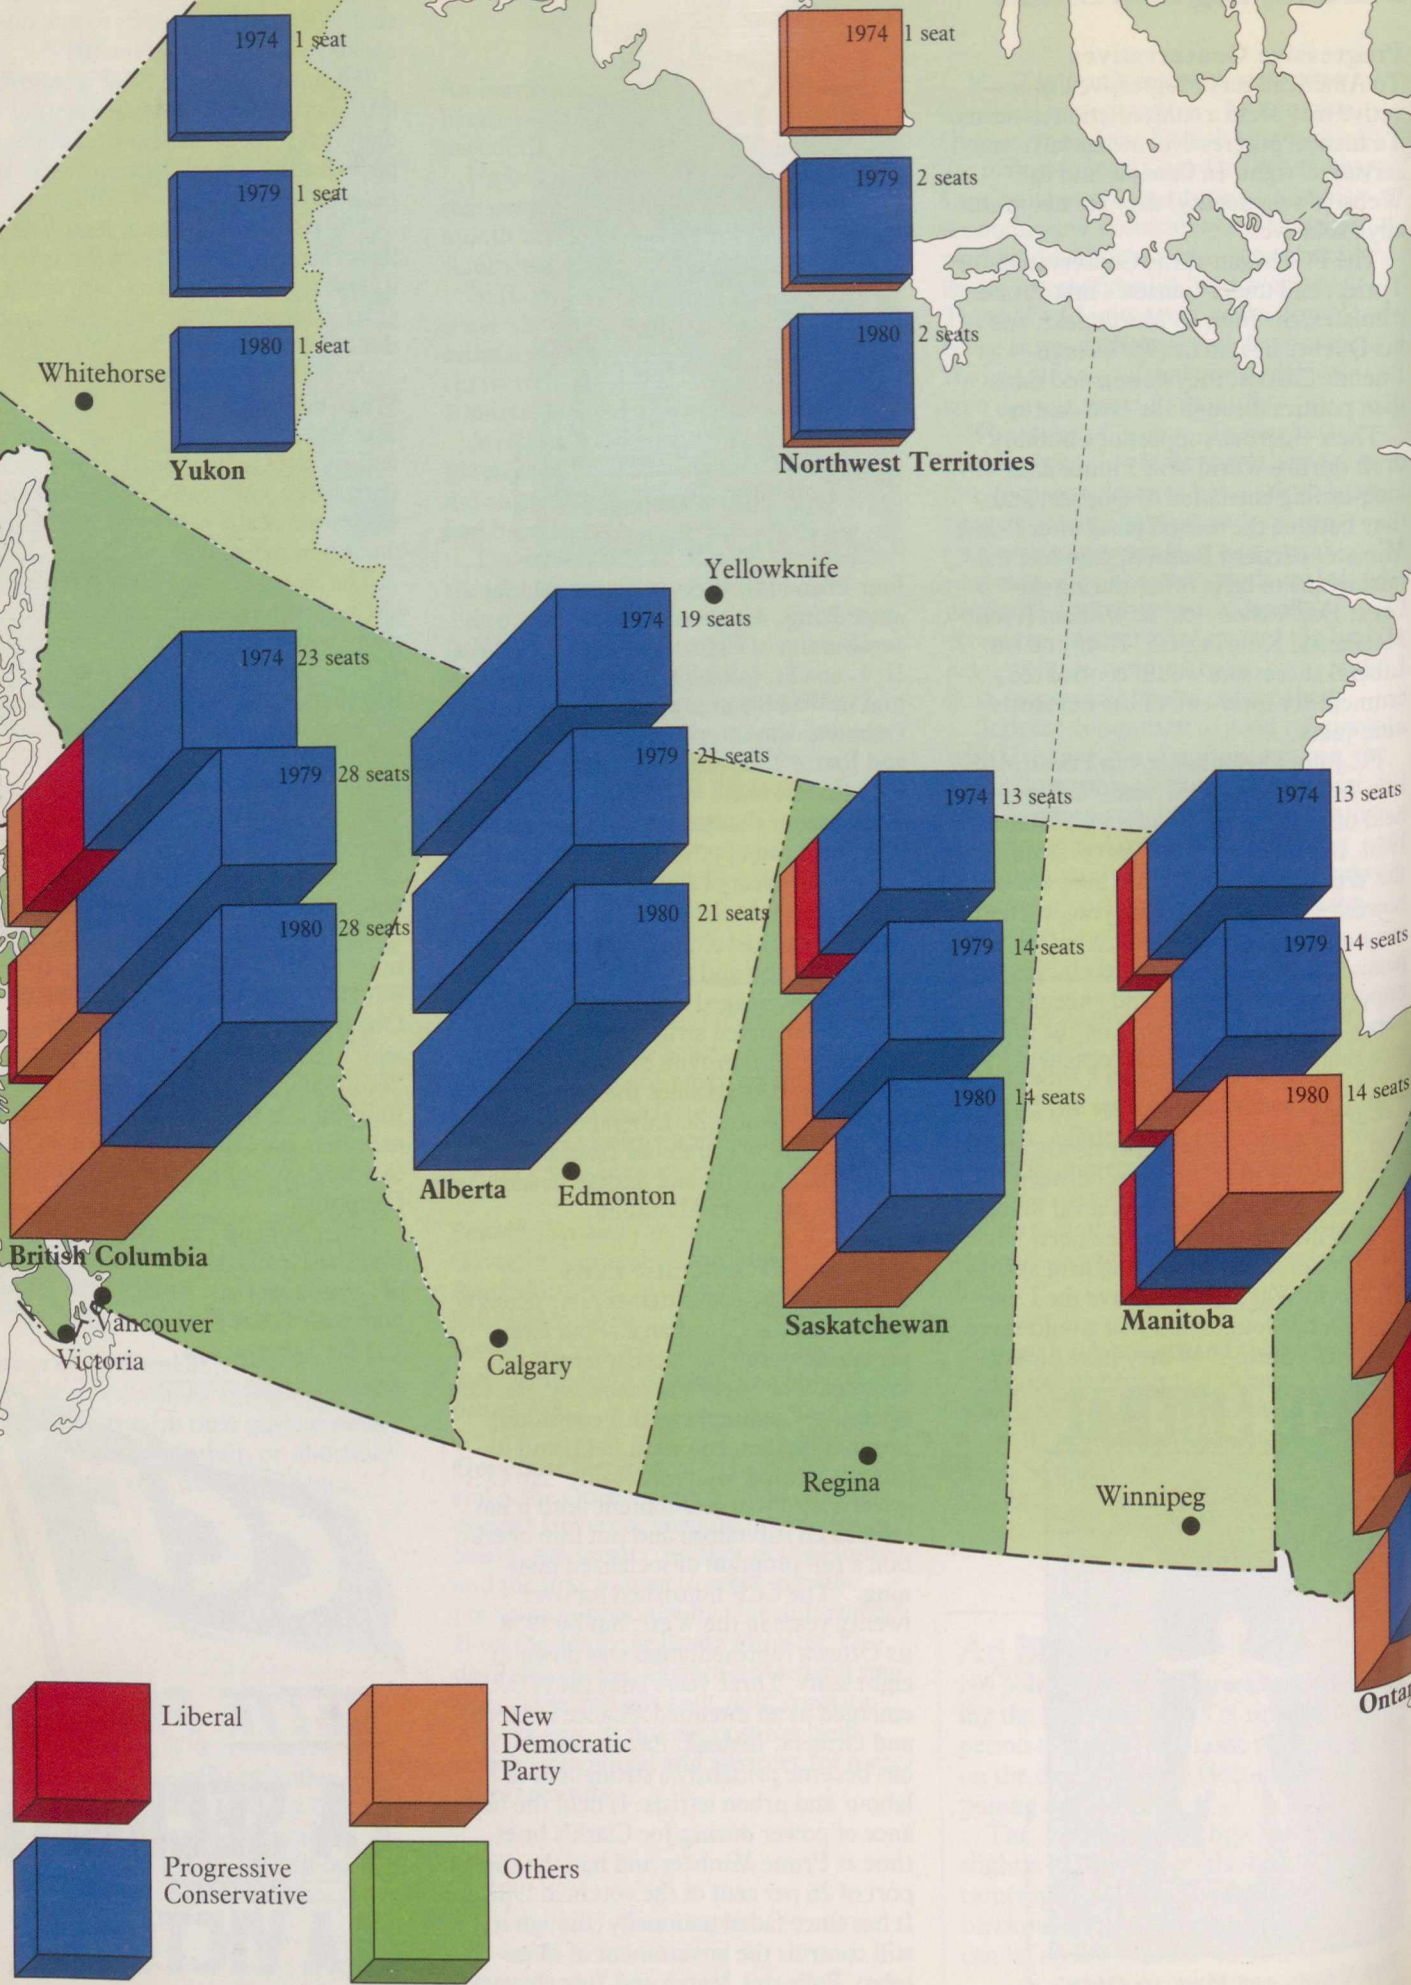 1974 1 seat
1979 1 seat
1980 1 seat
Whitehorse
Yukon
1974 1 seat
1979 2 seats
1980 2 seats
Northwest Territories
Yellowknife
1974 23 seats
1979 28 seats
1980 28 seats
British Columbia
Vancouver
Victoria
1974 19 seats
1979 21 seats
1980 21 seats
Alberta
Edmonton
Calgary
1974 13 seats
1979 14 seats
1980 14 seats
Saskatchewan
Regina
1974 13 seats
1979 14 seats
1980 14 seats
Manitoba
Winnipeg
Liberal
New
Democratic
Party
Progressive
Conservative
Others